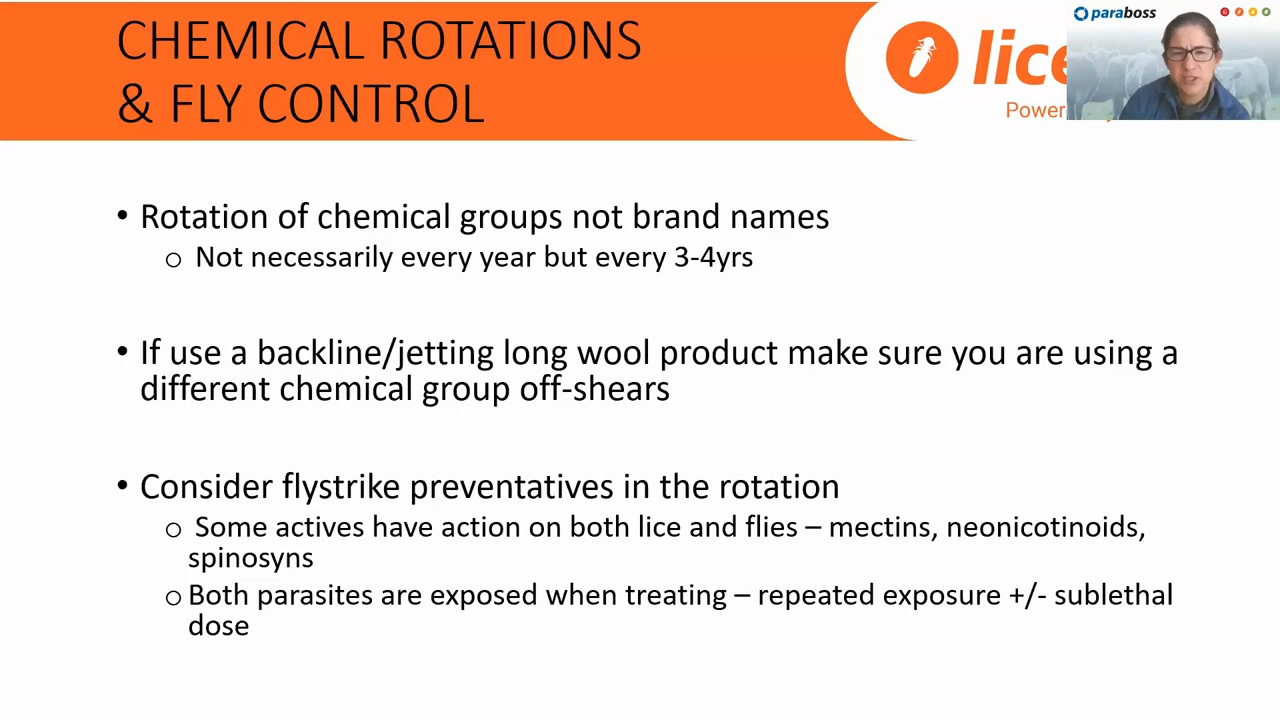 CHEMICAL ROTATIONS
& FLY CONTROL
lice
Power
paraboss
• Rotation of chemical groups not brand names
o Not necessarily every year but every 3-4yrs
• If use a backline/jetting long wool product make sure you are using a
different chemical group off-shears
• Consider flystrike preventatives in the rotation
o Some actives have action on both lice and flies – mectins, neonicotinoids,
spinosyns
o Both parasites are exposed when treating – repeated exposure +/- sublethal
dose